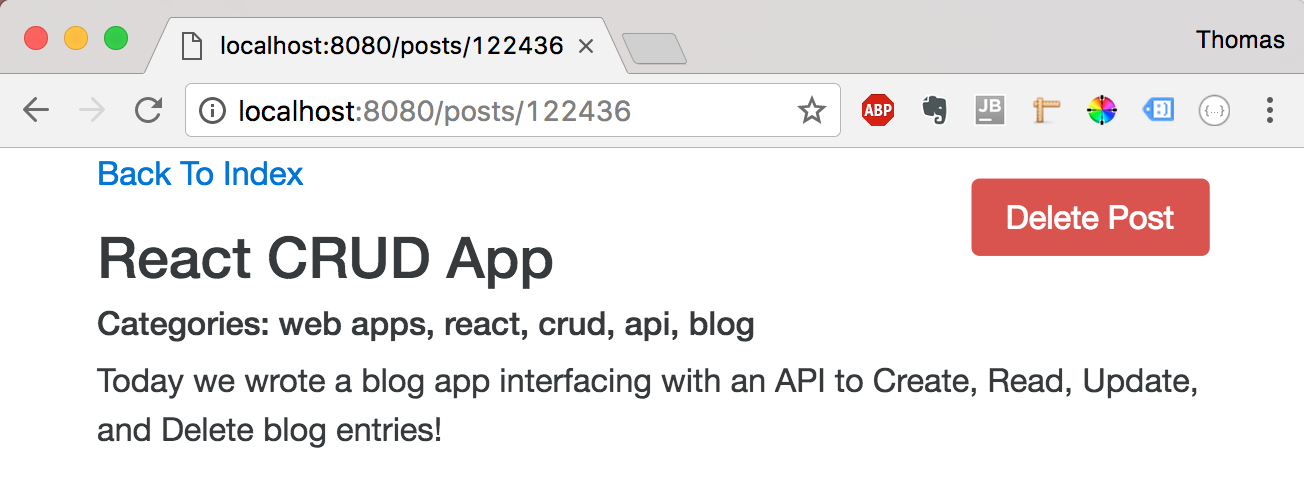 localhost:8080/posts/122436
Thomas
localhost:8080/posts/122436
ABP
JB
{...}
Back To Index
Delete Post
React CRUD App
Categories: web apps, react, crud, api, blog
Today we wrote a blog app interfacing with an API to Create, Read, Update,
and Delete blog entries!